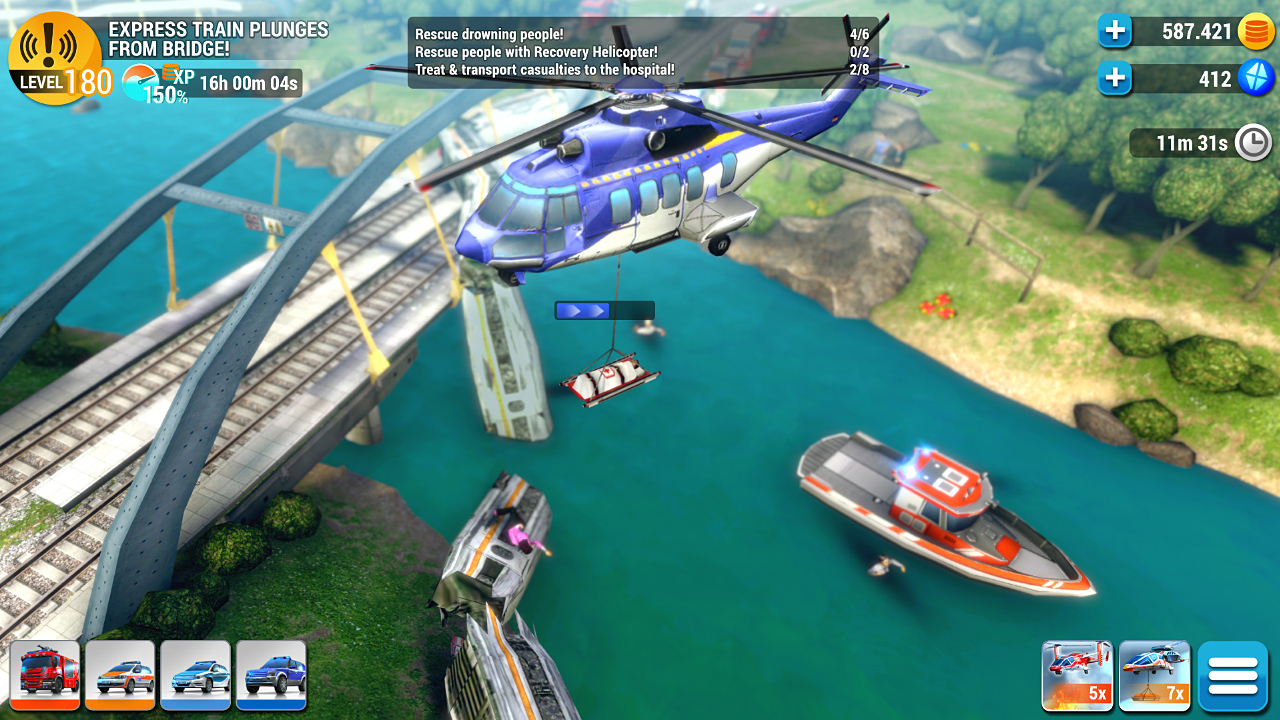 EXPRESS TRAIN PLUNGES
FROM BRIDGE!
LEVEL 180
XP
150%
16h 00m 04s
Rescue drowning people! 4/6
Rescue people with Recovery Helicopter! 0/2
Treat & transport casualties to the hospital! 2/8
587.421
412
11m 31s
5x
7x